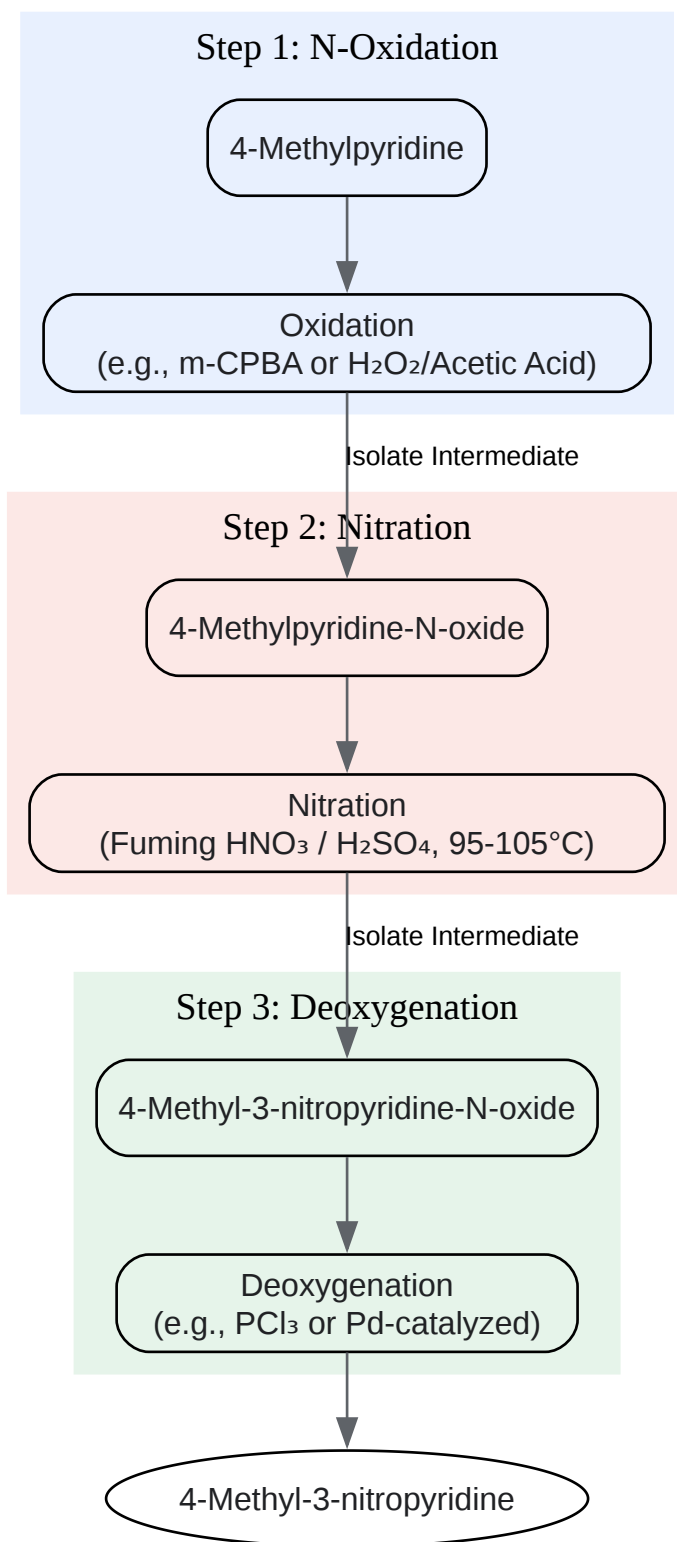 Step 1: N-Oxidation
4-Methylpyridine
Oxidation
(e.g., m-CPBA or H₂O₂/Acetic Acid)
Isolate Intermediate
Step 2: Nitration
4-Methylpyridine-N-oxide
Nitration
(Fuming HNO₃ / H₂SO₄, 95-105°C)
Isolate Intermediate
Step 3: Deoxygenation
4-Methyl-3-nitropyridine-N-oxide
Deoxygenation
(e.g., PCl₃ or Pd-catalyzed)
4-Methyl-3-nitropyridine